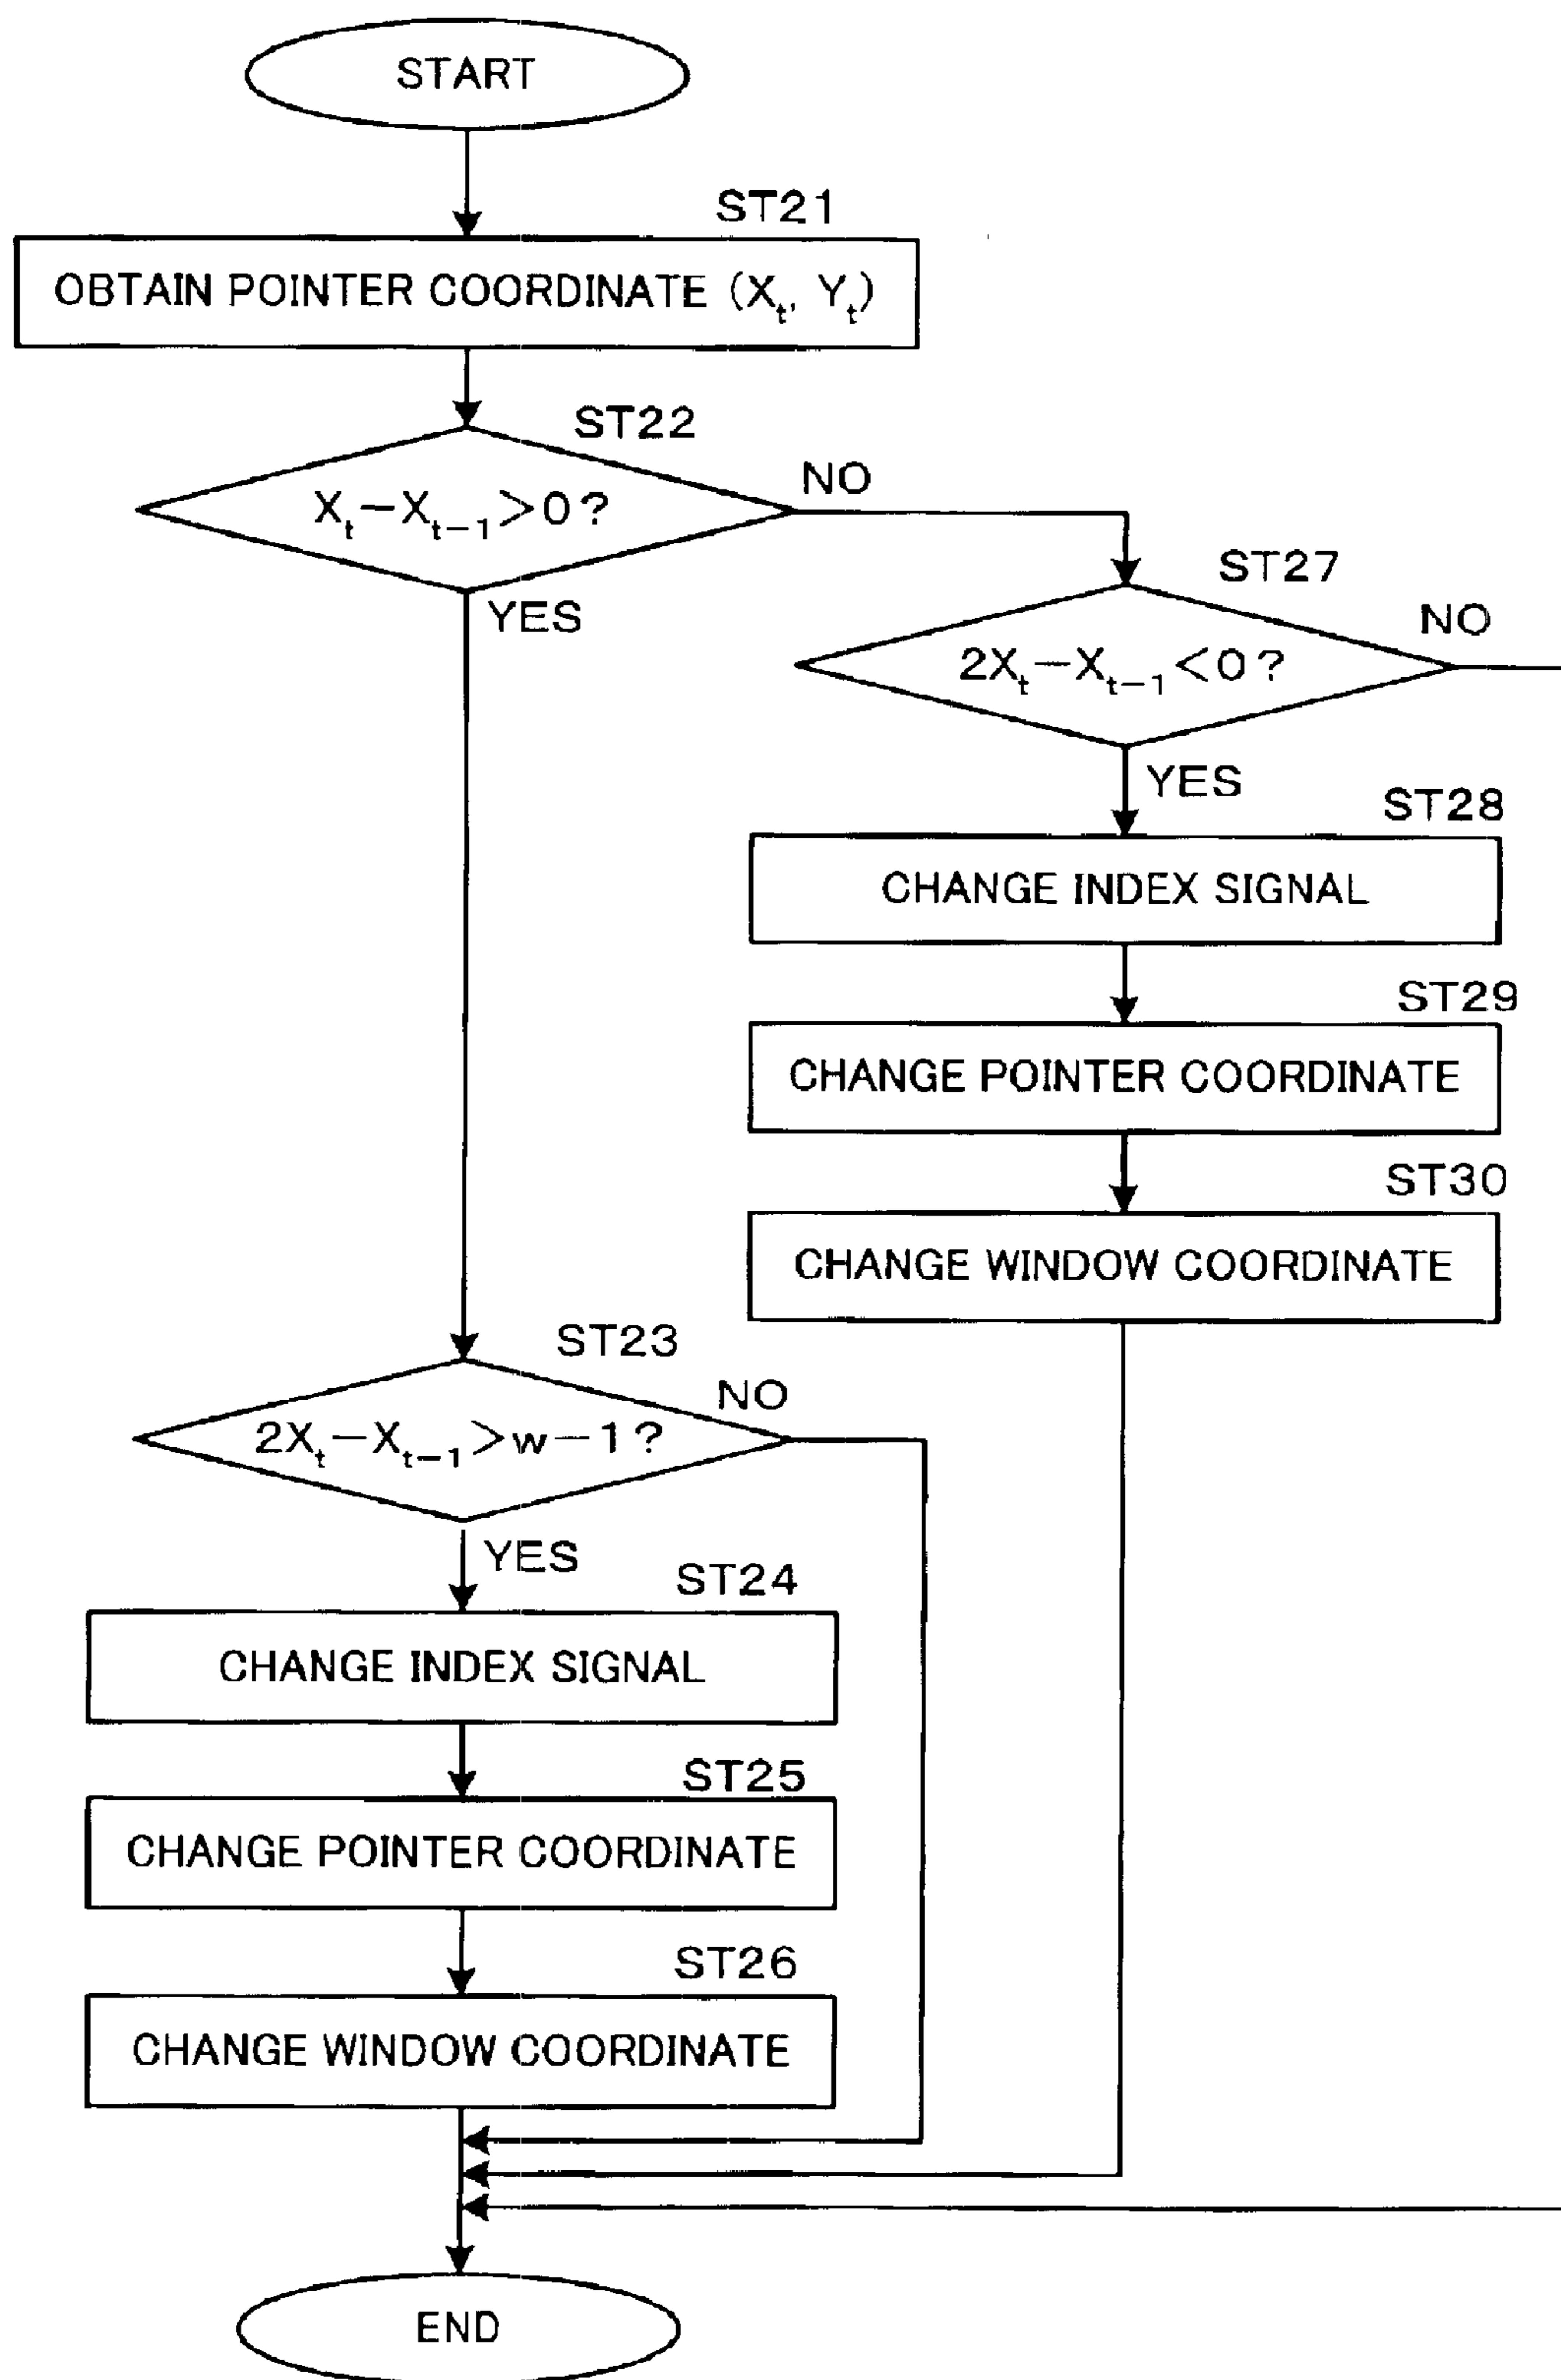 START
ST21
OBTAIN POINTER COORDINATE (Xt, Yt)
ST22
Xt−Xt−1>0?
NO
YES
ST27
2Xt−Xt−1<0?
NO
YES
ST28
CHANGE INDEX SIGNAL
ST29
CHANGE POINTER COORDINATE
ST30
CHANGE WINDOW COORDINATE
ST23
2Xt−Xt−1>w−1?
NO
YES
ST24
CHANGE INDEX SIGNAL
ST25
CHANGE POINTER COORDINATE
ST26
CHANGE WINDOW COORDINATE
END